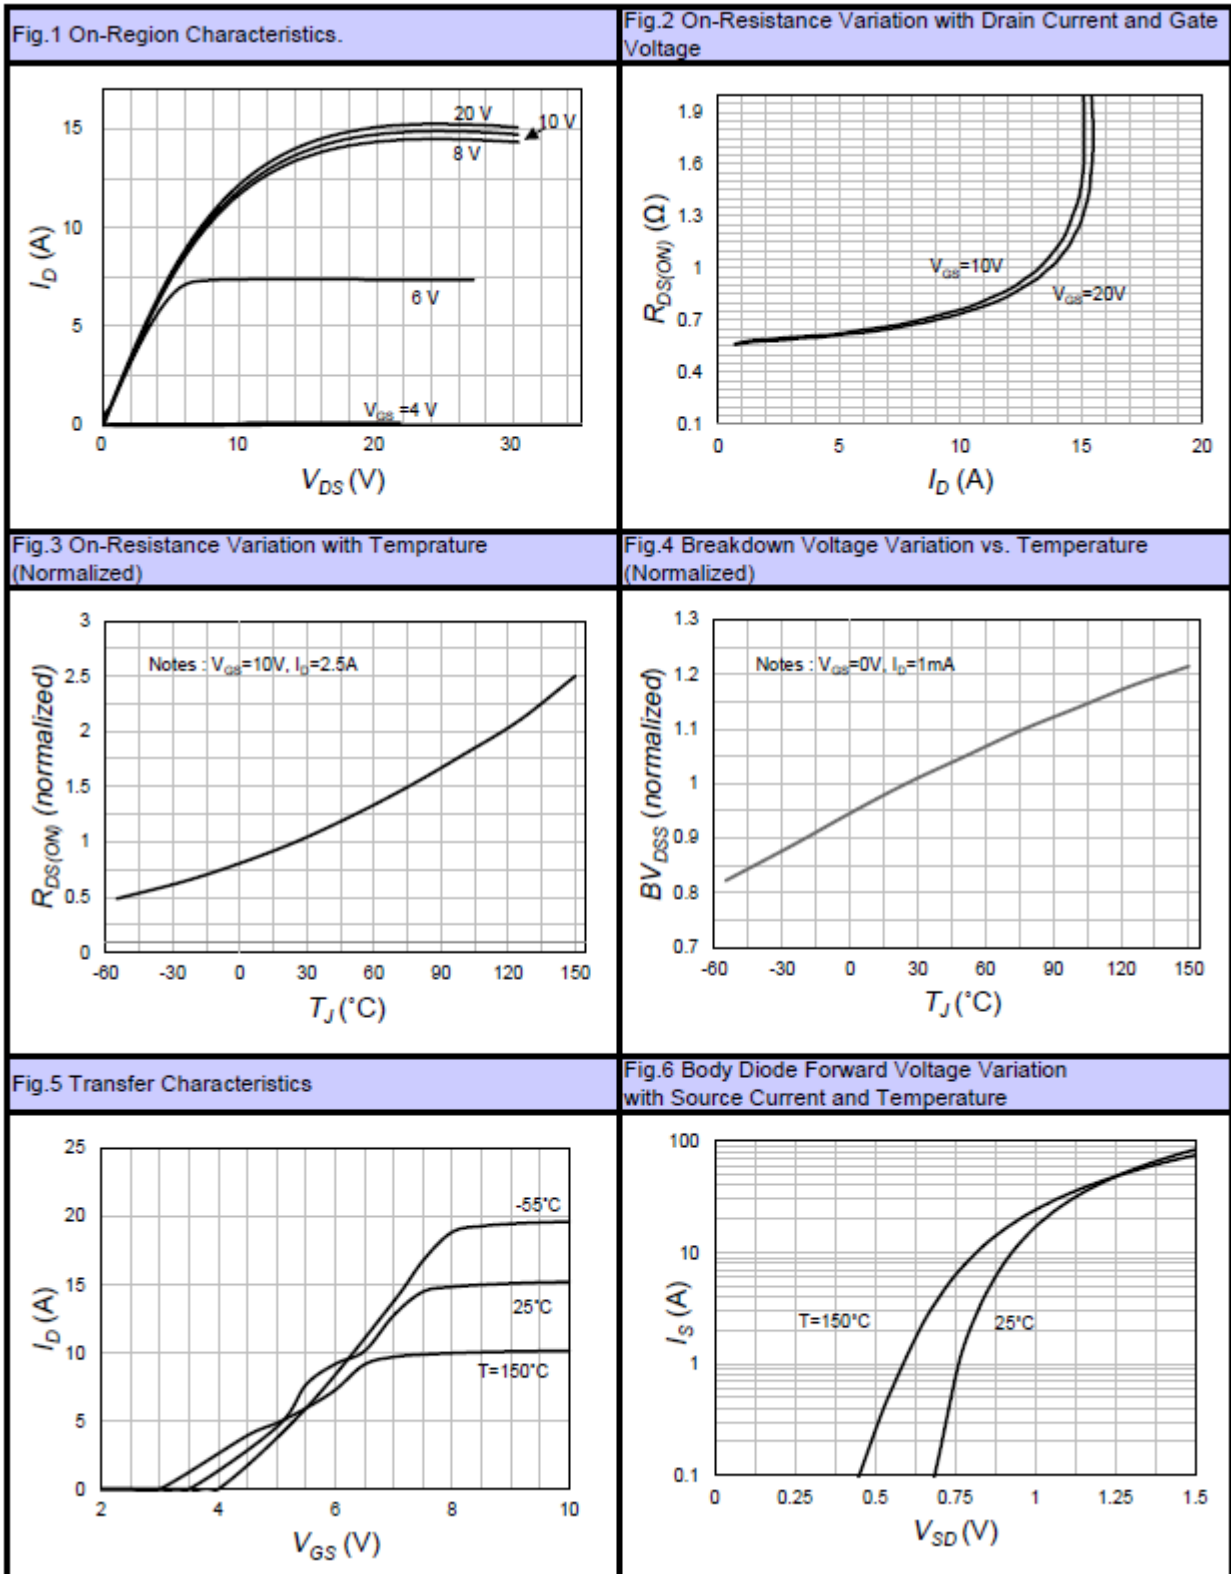 Fig.1 On-Region Characteristics.
15
10
5
0
0
10
20
30
20 V
10 V
8 V
6 V
VGS =4 V
ID (A)
VDS (V)
Fig.2 On-Resistance Variation with Drain Current and Gate
Voltage
1.9
1.6
1.3
1
0.7
0.4
0.1
0
5
10
15
20
VGS=10V
VGS=20V
RDS(ON) (Ω)
ID (A)
Fig.3 On-Resistance Variation with Temprature
(Normalized)
3
2.5
2
1.5
1
0.5
0
-60
-30
0
30
60
90
120
150
Notes : VGS=10V, ID=2.5A
RDS(ON) (normalized)
TJ (°C)
Fig.4 Breakdown Voltage Variation vs. Temperature
(Normalized)
1.3
1.2
1.1
1
0.9
0.8
0.7
-60
-30
0
30
60
90
120
150
Notes : VGS=0V, ID=1mA
BVDSS (normalized)
TJ (°C)
Fig.5 Transfer Characteristics
25
20
15
10
5
0
2
4
6
8
10
-55°C
25°C
T=150°C
ID (A)
VGS (V)
Fig.6 Body Diode Forward Voltage Variation
with Source Current and Temperature
100
10
1
0.1
0
0.25
0.5
0.75
1
1.25
1.5
T=150°C
25°C
IS (A)
VSD (V)